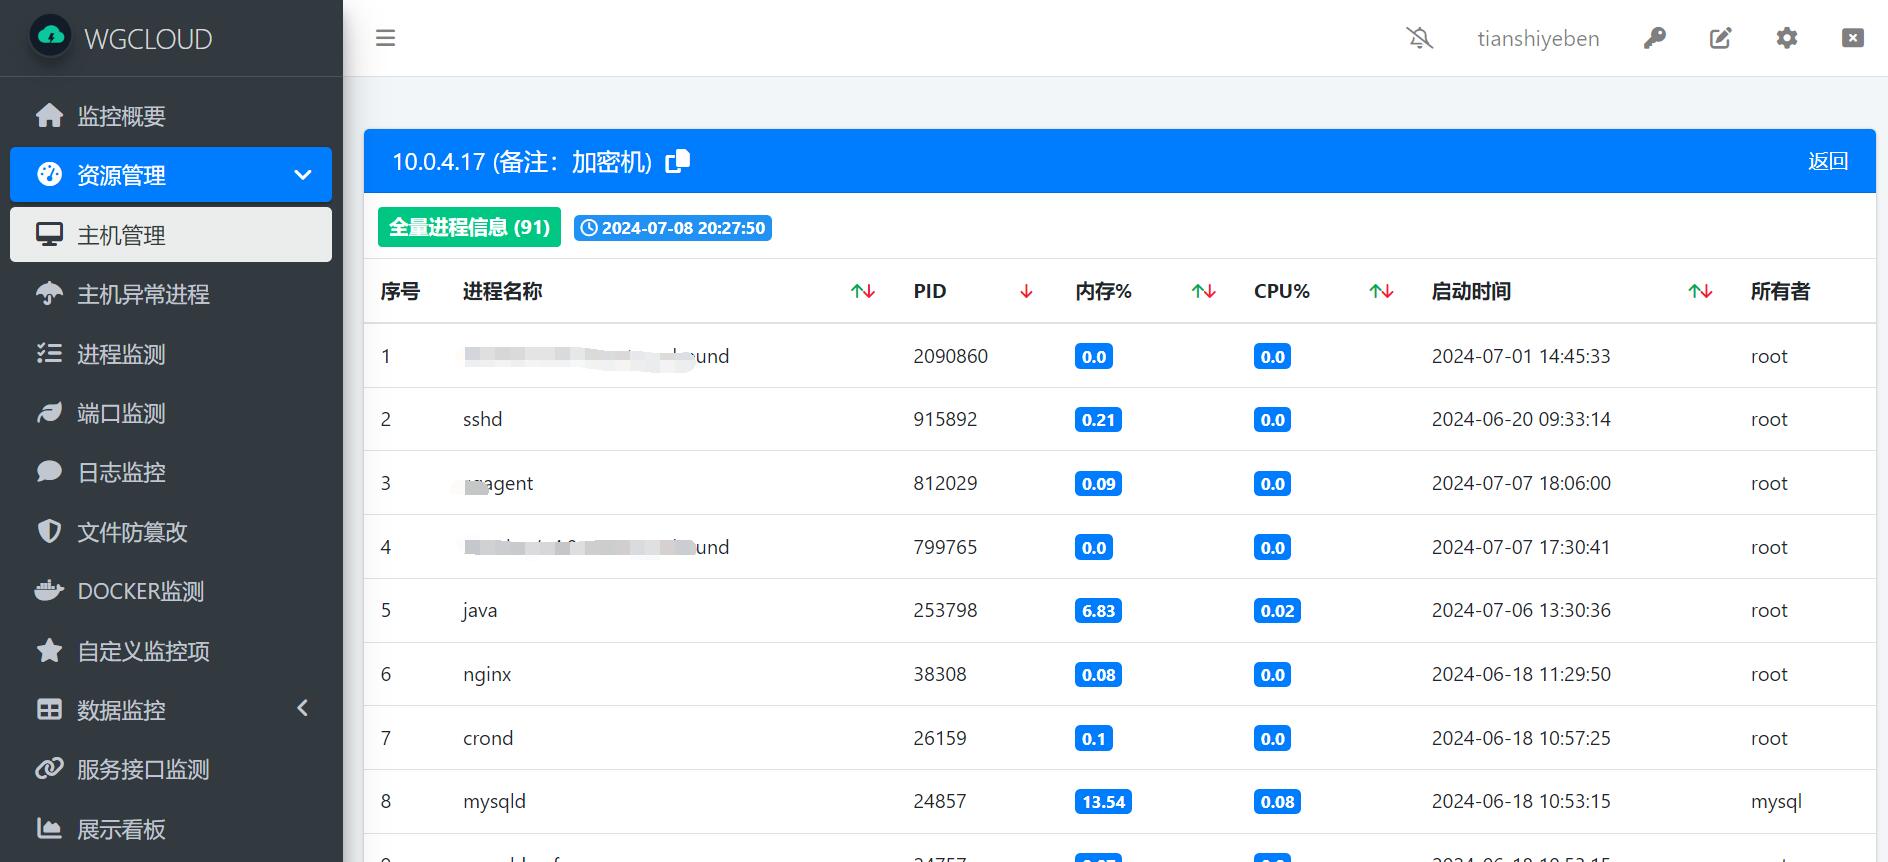 WGCLOUD
tianshiyeben
监控概要
资源管理
主机管理
主机异常进程
进程监测
端口监测
日志监控
文件防篡改
DOCKER监测
自定义监控项
数据监控
服务接口监测
展示看板
10.0.4.17 (备注：加密机)
返回
全量进程信息 (91) 2024-07-08 20:27:50
序号 进程名称 PID 内存% CPU% 启动时间 所有者
1 und 2090860 0.0 0.0 2024-07-01 14:45:33 root
2 sshd 915892 0.21 0.0 2024-06-20 09:33:14 root
3 agent 812029 0.09 0.0 2024-07-07 18:06:00 root
4 und 799765 0.0 0.0 2024-07-07 17:30:41 root
5 java 253798 6.83 0.02 2024-07-06 13:30:36 root
6 nginx 38308 0.08 0.0 2024-06-18 11:29:50 root
7 crond 26159 0.1 0.0 2024-06-18 10:57:25 root
8 mysqld 24857 13.54 0.08 2024-06-18 10:53:15 mysql